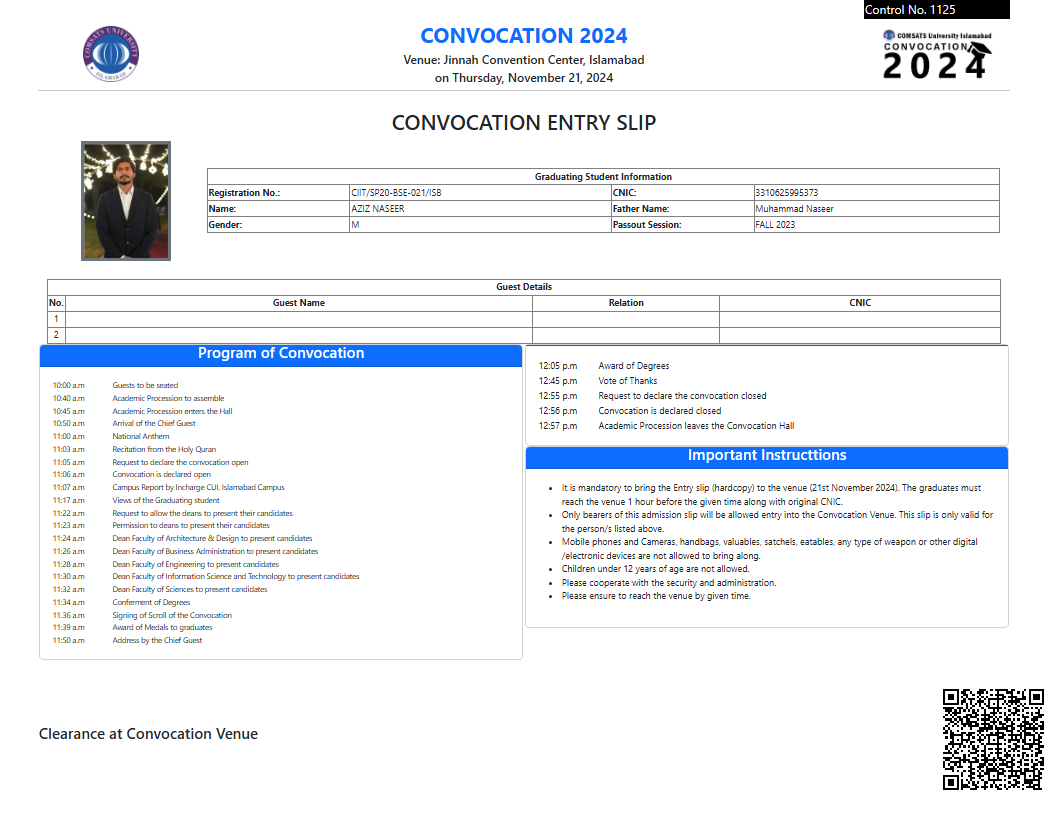 Control No. 1125
COMSATS UNIVERSITY
ISLAMABAD
CONVOCATION 2024
Venue: Jinnah Convention Center, Islamabad
on Thursday, November 21, 2024
COMSATS University Islamabad
CONVOCATION
2024
CONVOCATION ENTRY SLIP
Graduating Student Information
Registration No.: CIIT/SP20-BSE-021/ISB CNIC: 3310625995373
Name: AZIZ NASEER Father Name: Muhammad Naseer
Gender: M Passout Session: FALL 2023
Guest Details
No. Guest Name Relation CNIC
1
2
Program of Convocation
10:00 a.m Guests to be seated
10:40 a.m Academic Procession to assemble
10:45 a.m Academic Procession enters the Hall
10:50 a.m Arrival of the Chief Guest
11:00 a.m National Anthem
11:03 a.m Recitation from the Holy Quran
11:05 a.m Request to declare the convocation open
11:06 a.m Convocation is declared open
11:07 a.m Campus Report by Incharge CUI, Islamabad Campus
11:17 a.m Views of the Graduating student
11:22 a.m Request to allow the deans to present their candidates
11:23 a.m Permission to deans to present their candidates
11:24 a.m Dean Faculty of Architecture & Design to present candidates
11:26 a.m Dean Faculty of Business Administration to present candidates
11:28 a.m Dean Faculty of Engineering to present candidates
11:30 a.m Dean Faculty of Information Science and Technology to present candidates
11:32 a.m Dean Faculty of Sciences to present candidates
11:34 a.m Conferment of Degrees
11.36 a.m Signing of Scroll of the Convocation
11:39 a.m Award of Medals to graduates
11:50 a.m Address by the Chief Guest
12:05 p.m Award of Degrees
12:45 p.m Vote of Thanks
12:55 p.m Request to declare the convocation closed
12:56 p.m Convocation is declared closed
12:57 p.m Academic Procession leaves the Convocation Hall
Important Instructtions
• It is mandatory to bring the Entry slip (hardcopy) to the venue (21st November 2024). The graduates must
reach the venue 1 hour before the given time along with original CNIC.
• Only bearers of this admission slip will be allowed entry into the Convocation Venue. This slip is only valid for
the person/s listed above.
• Mobile phones and Cameras, handbags, valuables, satchels, eatables, any type of weapon or other digital
/electronic devices are not allowed to bring along.
• Children under 12 years of age are not allowed.
• Please cooperate with the security and administration.
• Please ensure to reach the venue by given time.
Clearance at Convocation Venue